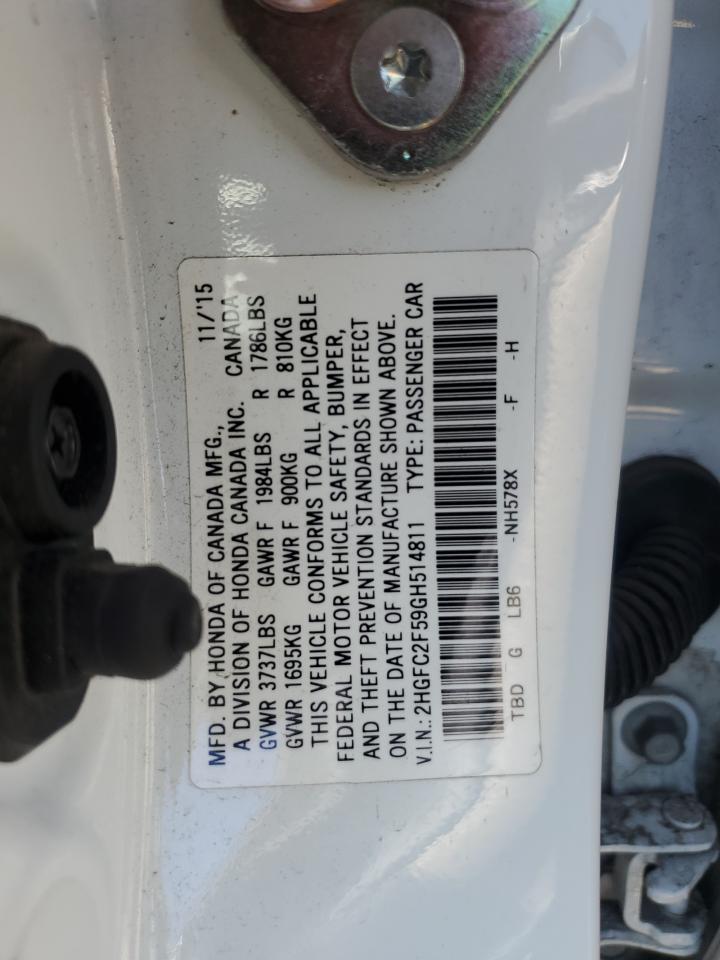 MFD. BY HONDA OF CANADA MFG., 11/'15
A DIVISION OF HONDA CANADA INC. CANADA
GVWR 3737LBS GAWR F 1984LBS R 1786LBS
GVWR 1695KG GAWR F 900KG R 810KG
THIS VEHICLE CONFORMS TO ALL APPLICABLE
FEDERAL MOTOR VEHICLE SAFETY, BUMPER,
AND THEFT PREVENTION STANDARDS IN EFFECT
ON THE DATE OF MANUFACTURE SHOWN ABOVE.
V.I.N.: 2HGFC2F59GH514811 TYPE: PASSENGER CAR
TBD G LB6 -NH578X -F -H